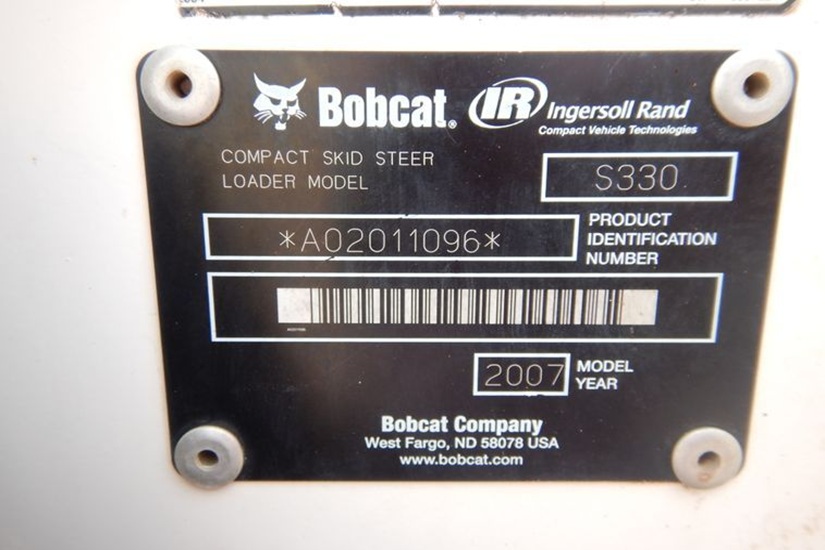 Bobcat. IR Ingersoll Rand
Compact Vehicle Technologies
COMPACT SKID STEER
LOADER MODEL
S330
*A02011096*
PRODUCT
IDENTIFICATION
NUMBER
2007
MODEL
YEAR
Bobcat Company
West Fargo, ND 58078 USA
www.bobcat.com